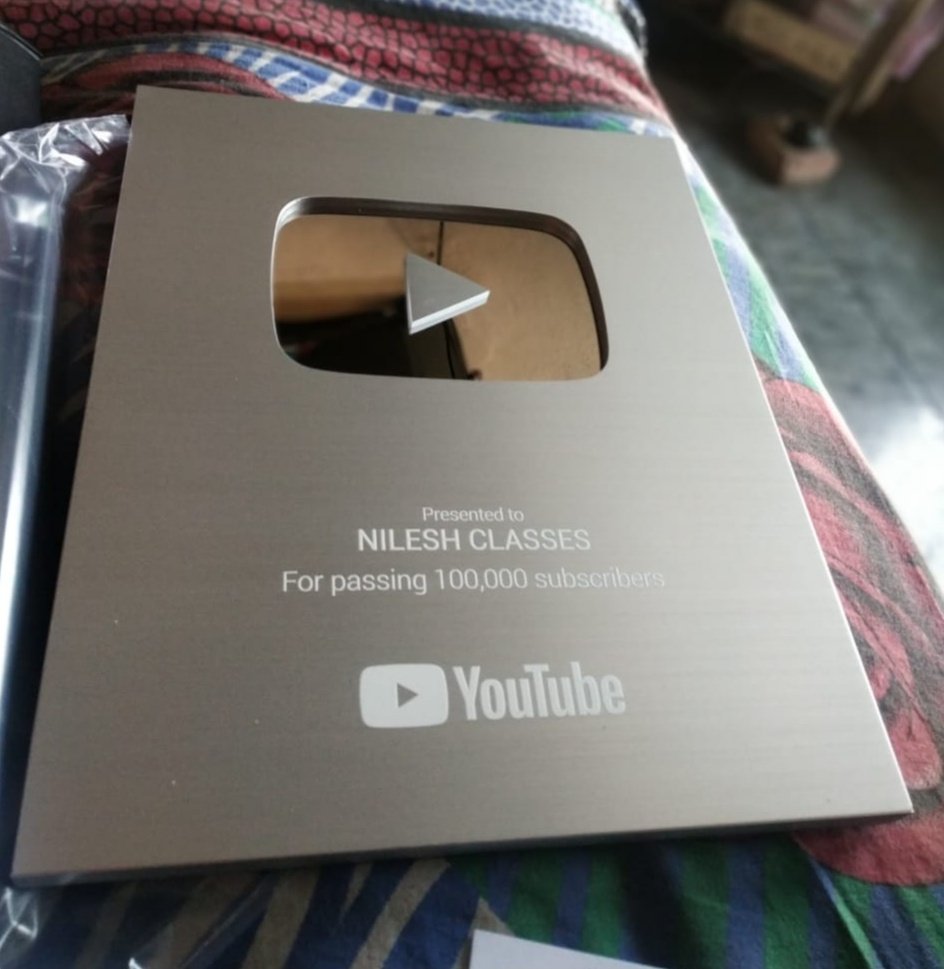 Presented to
NILESH CLASSES
For passing 100,000 subscribers
YouTube